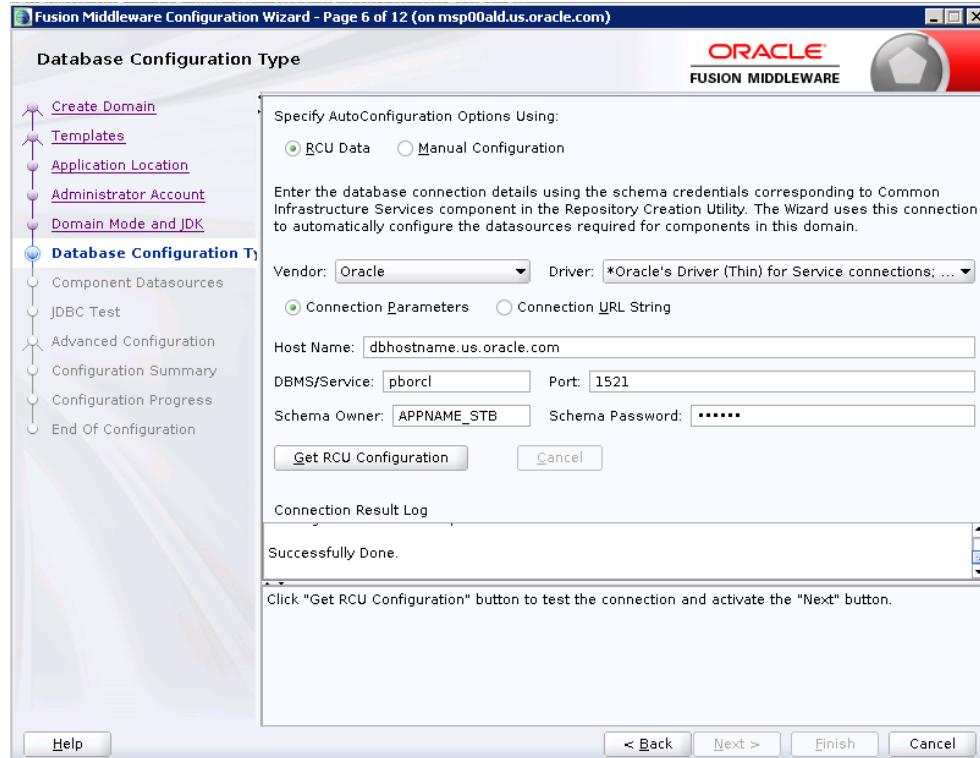 Fusion Middleware Configuration Wizard - Page 6 of 12 (on msp00ald.us.oracle.com)
Database Configuration Type
ORACLE
FUSION MIDDLEWARE
Create Domain
Templates
Application Location
Administrator Account
Domain Mode and JDK
Database Configuration Ty
Component Datasources
JDBC Test
Advanced Configuration
Configuration Summary
Configuration Progress
End Of Configuration
Specify AutoConfiguration Options Using:
RCU Data Manual Configuration
Enter the database connection details using the schema credentials corresponding to Common
Infrastructure Services component in the Repository Creation Utility. The Wizard uses this connection
to automatically configure the datasources required for components in this domain.
Vendor: Oracle Driver: *Oracle's Driver (Thin) for Service connections; ...
Connection Parameters Connection URL String
Host Name: dbhostname.us.oracle.com
DBMS/Service: pborcl Port: 1521
Schema Owner: APPNAME_STB Schema Password: ••••••
Get RCU Configuration Cancel
Connection Result Log
Successfully Done.
Click "Get RCU Configuration" button to test the connection and activate the "Next" button.
Help < Back Next > Finish Cancel